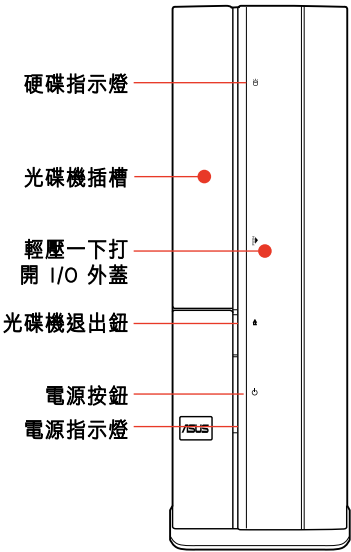 硬碟指示燈
光碟機插槽
輕壓一下打
開 I/O 外蓋
光碟機退出鈕
電源按鈕
電源指示燈
ASUS